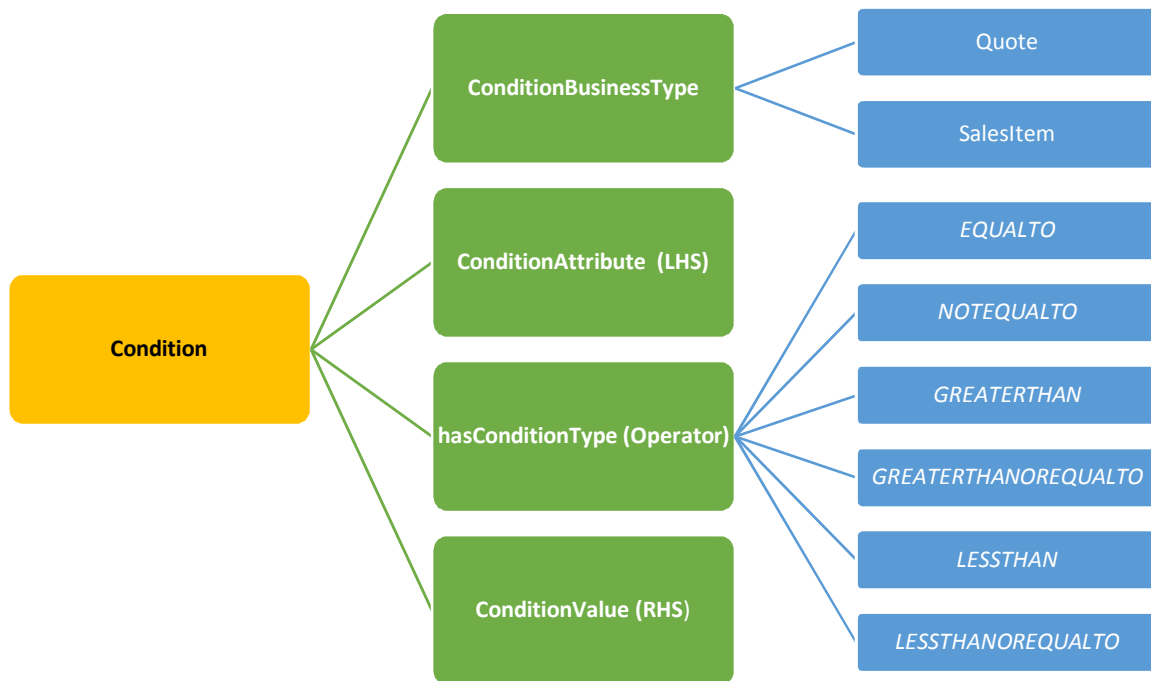 Condition
ConditionBusinessType
Quote
SalesItem
ConditionAttribute (LHS)
hasConditionType (Operator)
EQUALTO
NOTEQUALTO
GREATERTHAN
GREATERTHANOREQUALTO
LESSTHAN
LESSTHANOREQUALTO
ConditionValue (RHS)